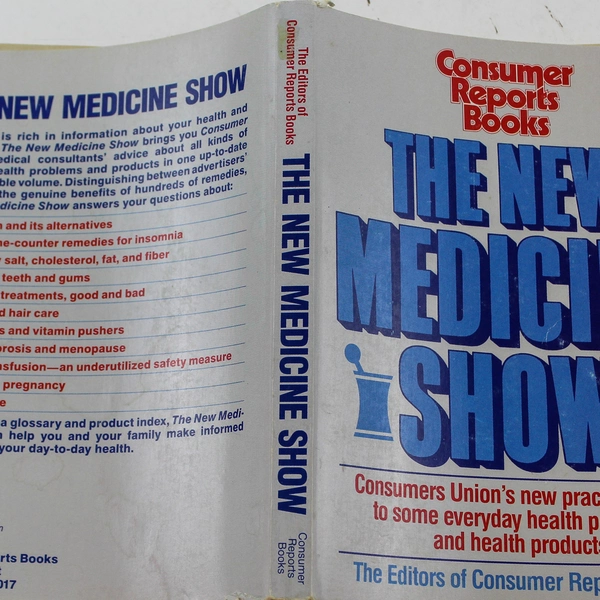 NEW MEDICINE SHOW
is rich in information about your health and
The New Medicine Show brings you Consumer
edical consultants' advice about all kinds of
ealth problems and products in one up-to-date
ble volume. Distinguishing between advertisers'
the genuine benefits of hundreds of remedies,
edicine Show answers your questions about:
n and its alternatives
ne-counter remedies for insomnia
salt, cholesterol, fat, and fiber
teeth and gums
treatments, good and bad
d hair care
s and vitamin pushers
orosis and menopause
nsfusion—an underutilized safety measure
pregnancy
e
a glossary and product index, The New Medi-
n help you and your family make informed
your day-to-day health.
n
orts Books
t
017
The Editors of
Consumer Reports Books
THE NEW MEDICINE SHOW
Consumer
Reports
Books
Consumer
Reports
Books
THE NEW
MEDICIN
SHOW
Consumers Union's new prac
to some everyday health p
and health products
The Editors of Consumer Rep